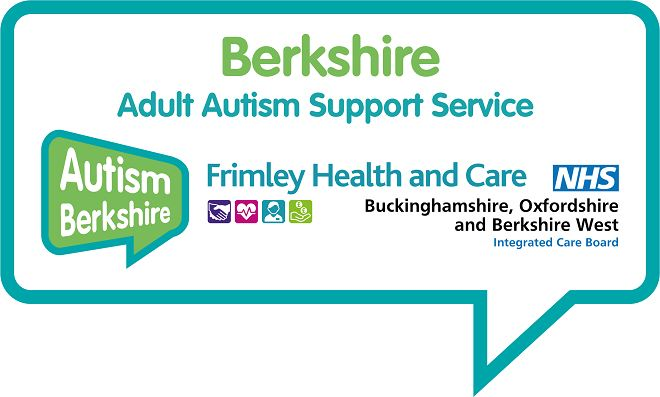 Berkshire
Adult Autism Support Service
Autism
Berkshire
Frimley Health and Care
NHS
Buckinghamshire, Oxfordshire
and Berkshire West
Integrated Care Board